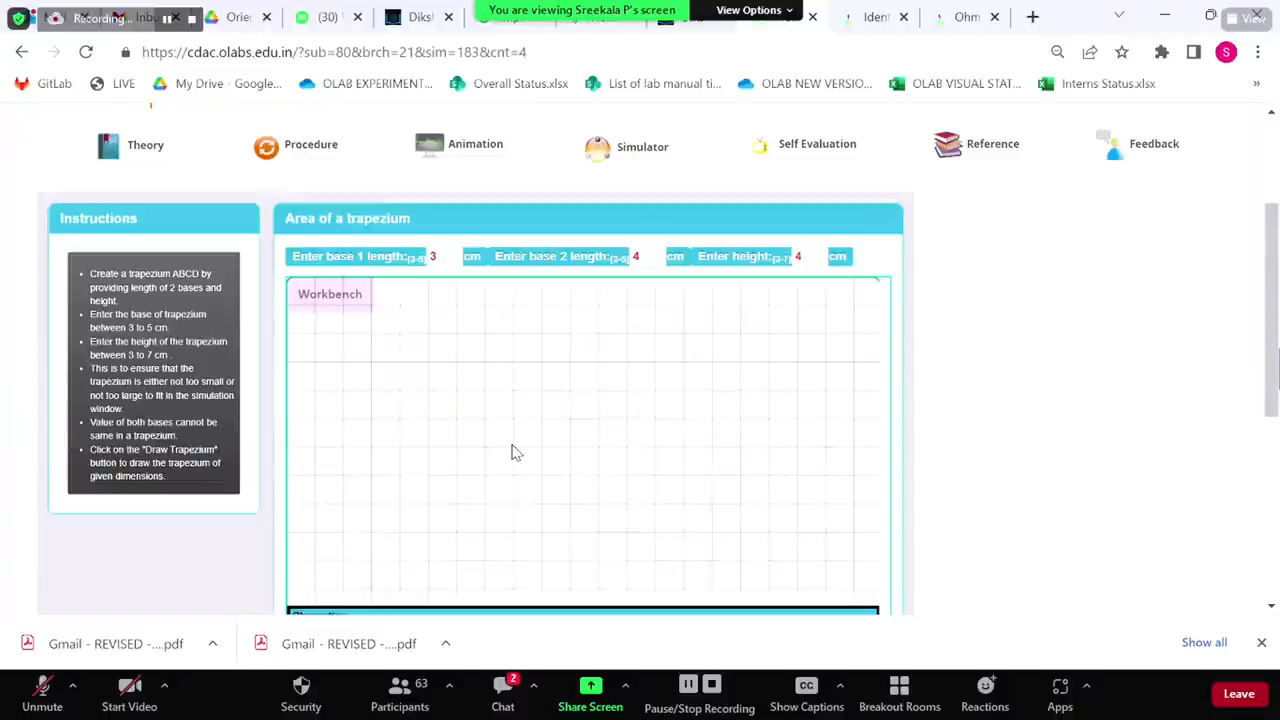 Recording...
Inb
Orie
(30)
Diks
You are viewing Sreekala P's screen
View Options
Ident
Ohm
View
https://cdac.olabs.edu.in/?sub=80&brch=21&sim=183&cnt=4
S
GitLab
LIVE
My Drive - Google...
OLAB EXPERIMENT...
Overall Status.xlsx
List of lab manual ti...
OLAB NEW VERSIO...
OLAB VISUAL STAT...
Interns Status.xlsx
»
Theory
Procedure
Animation
Simulator
Self Evaluation
Reference
Feedback
Instructions
• Create a trapezium ABCD by
providing length of 2 bases and
height.
• Enter the base of trapezium
between 3 to 5 cm.
• Enter the height of the trapezium
between 3 to 7 cm .
• This is to ensure that the
trapezium is either not too small or
not too large to fit in the simulation
window.
• Value of both bases cannot be
same in a trapezium.
• Click on the "Draw Trapezium"
button to draw the trapezium of
given dimensions.
Area of a trapezium
Enter base 1 length:[3-5] 3 cm Enter base 2 length:[3-5] 4 cm Enter height:[3-7] 4 cm
Workbench
Gmail - REVISED -....pdf
Gmail - REVISED -....pdf
Show all
Unmute
Start Video
Security
63
Participants
2
Chat
Share Screen
Pause/Stop Recording
CC
Show Captions
Breakout Rooms
Reactions
Apps
Leave